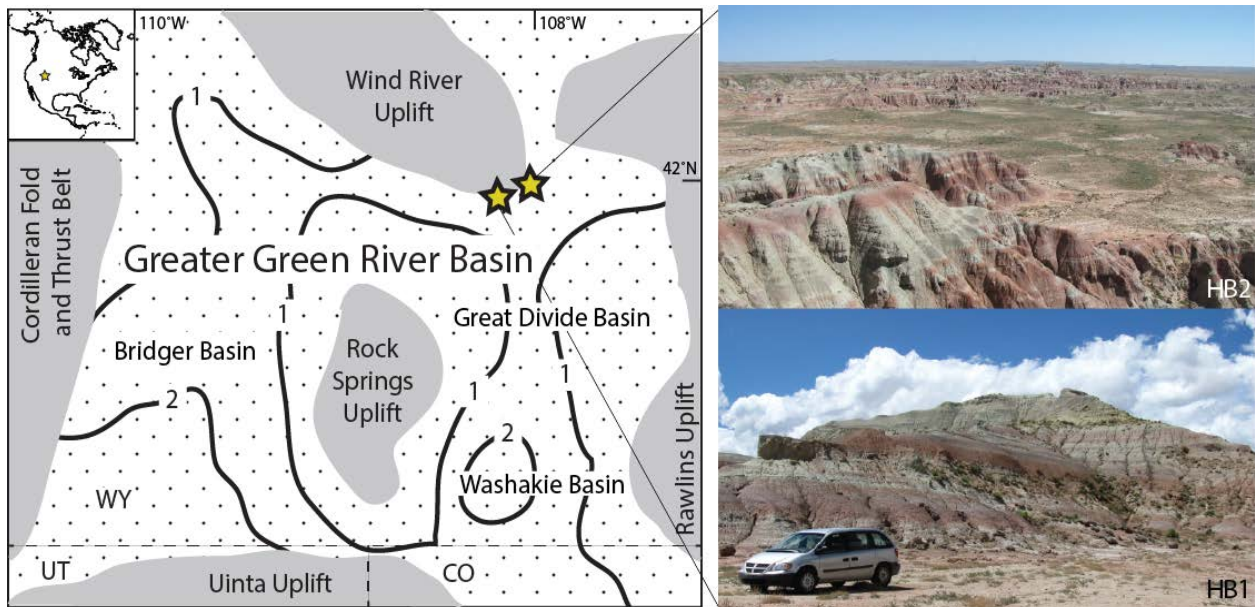 110°W
108°W
Wind River
Uplift
1
42°N
Cordilleran Fold
and Thrust Belt
Greater Green River Basin
1
Great Divide Basin
Bridger Basin
Rock
Springs
Uplift
1
1
2
2
Washakie Basin
Rawlins Uplift
WY
UT
Uinta Uplift
CO
HB2
HB1